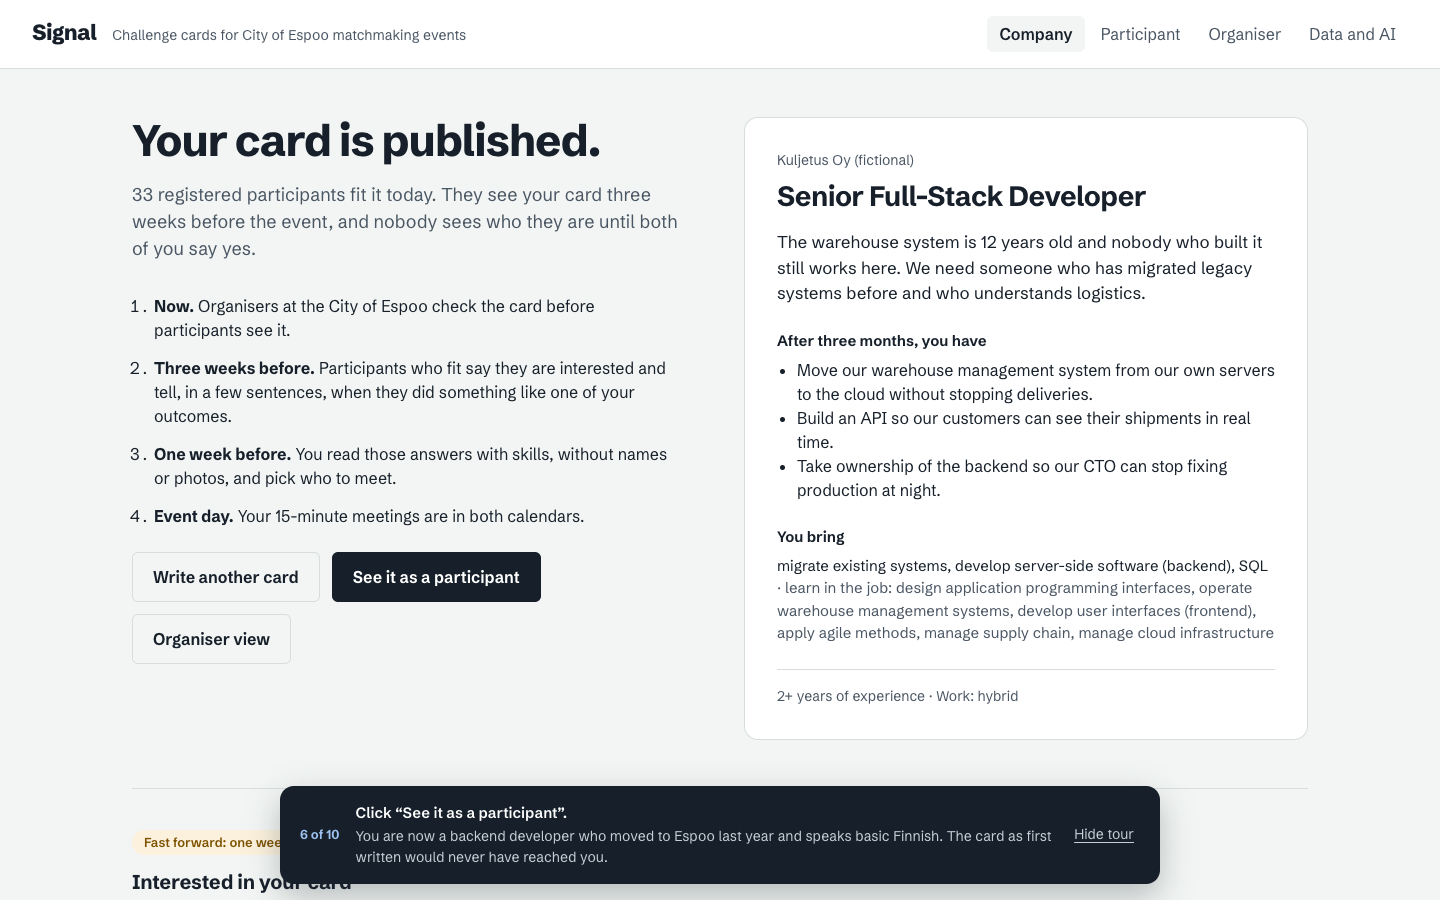 Signal
Challenge cards for City of Espoo matchmaking events
Company
Participant
Organiser
Data and AI
Your card is published.
33 registered participants fit it today. They see your card three
weeks before the event, and nobody sees who they are until both
of you say yes.
1. Now. Organisers at the City of Espoo check the card before
participants see it.
2. Three weeks before. Participants who fit say they are interested and
tell, in a few sentences, when they did something like one of your
outcomes.
3. One week before. You read those answers with skills, without names
or photos, and pick who to meet.
4. Event day. Your 15-minute meetings are in both calendars.
Write another card
See it as a participant
Organiser view
Kuljetus Oy (fictional)
Senior Full-Stack Developer
The warehouse system is 12 years old and nobody who built it
still works here. We need someone who has migrated legacy
systems before and who understands logistics.
After three months, you have
• Move our warehouse management system from our own servers
to the cloud without stopping deliveries.
• Build an API so our customers can see their shipments in real
time.
• Take ownership of the backend so our CTO can stop fixing
production at night.
You bring
migrate existing systems, develop server-side software (backend), SQL
· learn in the job: design application programming interfaces, operate
warehouse management systems, develop user interfaces (frontend),
apply agile methods, manage supply chain, manage cloud infrastructure
2+ years of experience · Work: hybrid
Fast forward: one wee
Interested in your card
6 of 10
Click “See it as a participant”.
You are now a backend developer who moved to Espoo last year and speaks basic Finnish. The card as first
written would never have reached you.
Hide tour